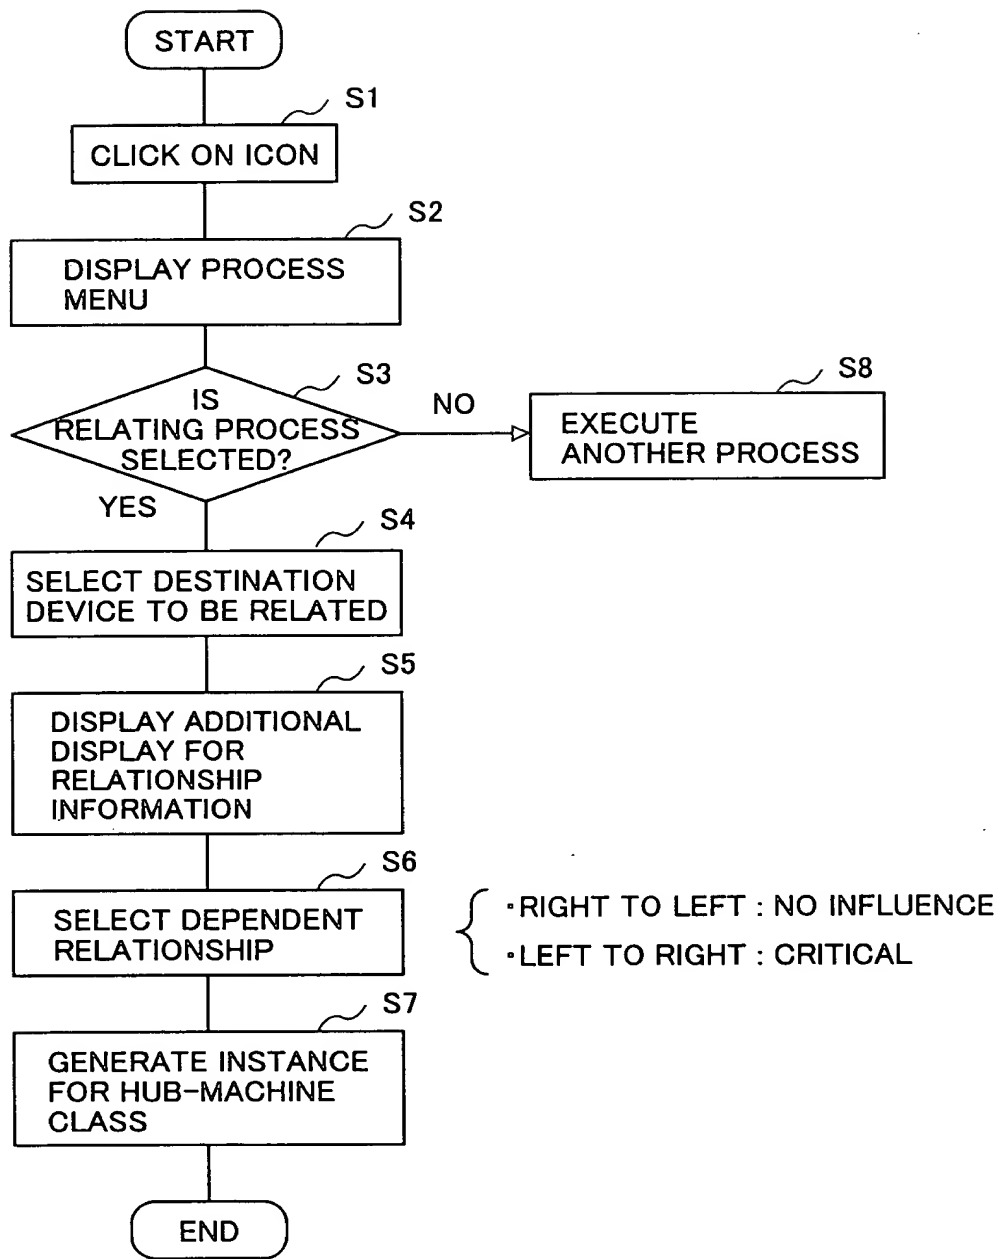 START
S1
CLICK ON ICON
S2
DISPLAY PROCESS
MENU
S3
IS
RELATING PROCESS
SELECTED?
NO
S8
EXECUTE
ANOTHER PROCESS
YES
S4
SELECT DESTINATION
DEVICE TO BE RELATED
S5
DISPLAY ADDITIONAL
DISPLAY FOR
RELATIONSHIP
INFORMATION
S6
SELECT DEPENDENT
RELATIONSHIP
・RIGHT TO LEFT : NO INFLUENCE
・LEFT TO RIGHT : CRITICAL
S7
GENERATE INSTANCE
FOR HUB-MACHINE
CLASS
END